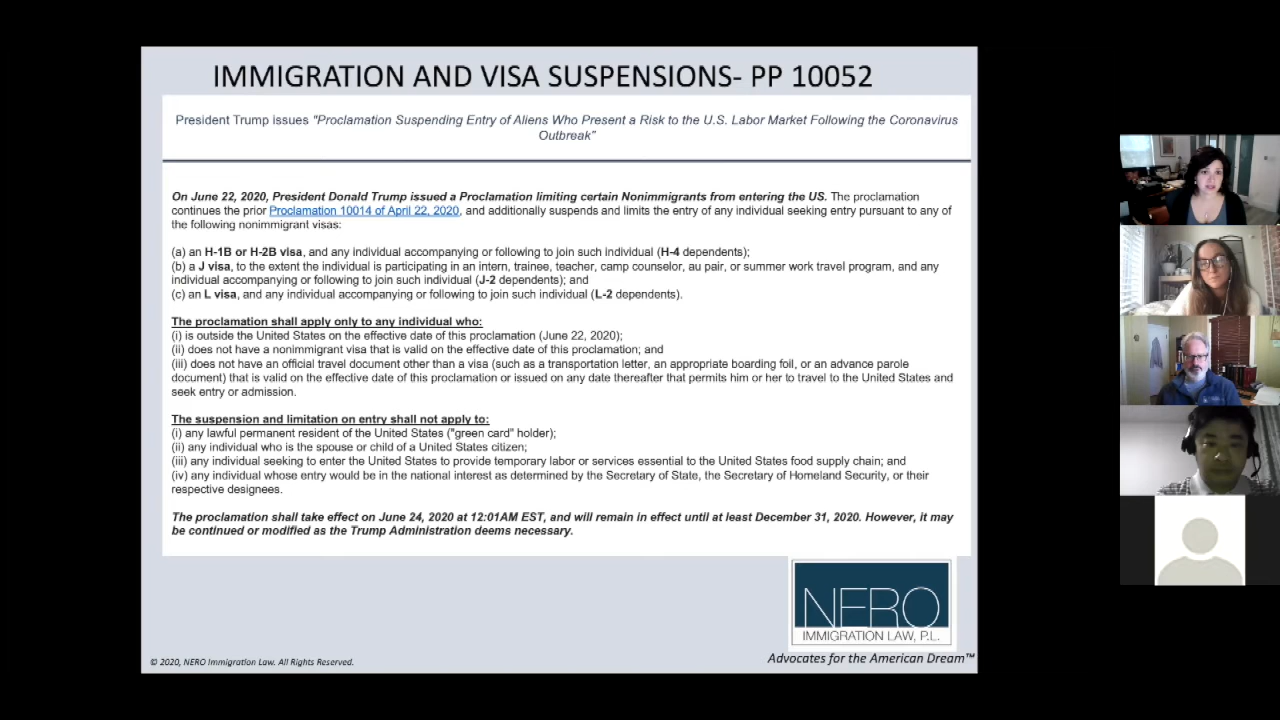 IMMIGRATION AND VISA SUSPENSIONS- PP 10052
President Trump issues "Proclamation Suspending Entry of Aliens Who Present a Risk to the U.S. Labor Market Following the Coronavirus
Outbreak"
On June 22, 2020, President Donald Trump issued a Proclamation limiting certain Nonimmigrants from entering the US. The proclamation
continues the prior Proclamation 10014 of April 22, 2020, and additionally suspends and limits the entry of any individual seeking entry pursuant to any of
the following nonimmigrant visas:
(a) an H-1B or H-2B visa, and any individual accompanying or following to join such individual (H-4 dependents);
(b) a J visa, to the extent the individual is participating in an intern, trainee, teacher, camp counselor, au pair, or summer work travel program, and any
individual accompanying or following to join such individual (J-2 dependents); and
(c) an L visa, and any individual accompanying or following to join such individual (L-2 dependents).
The proclamation shall apply only to any individual who:
(i) is outside the United States on the effective date of this proclamation (June 22, 2020);
(ii) does not have a nonimmigrant visa that is valid on the effective date of this proclamation; and
(iii) does not have an official travel document other than a visa (such as a transportation letter, an appropriate boarding foil, or an advance parole
document) that is valid on the effective date of this proclamation or issued on any date thereafter that permits him or her to travel to the United States and
seek entry or admission.
The suspension and limitation on entry shall not apply to:
(i) any lawful permanent resident of the United States ("green card" holder);
(ii) any individual who is the spouse or child of a United States citizen;
(iii) any individual seeking to enter the United States to provide temporary labor or services essential to the United States food supply chain; and
(iv) any individual whose entry would be in the national interest as determined by the Secretary of State, the Secretary of Homeland Security, or their
respective designees.
The proclamation shall take effect on June 24, 2020 at 12:01AM EST, and will remain in effect until at least December 31, 2020. However, it may
be continued or modified as the Trump Administration deems necessary.
NERO
IMMIGRATION LAW, P.L.
Advocates for the American Dream™
© 2020, NERO Immigration Law. All Rights Reserved.